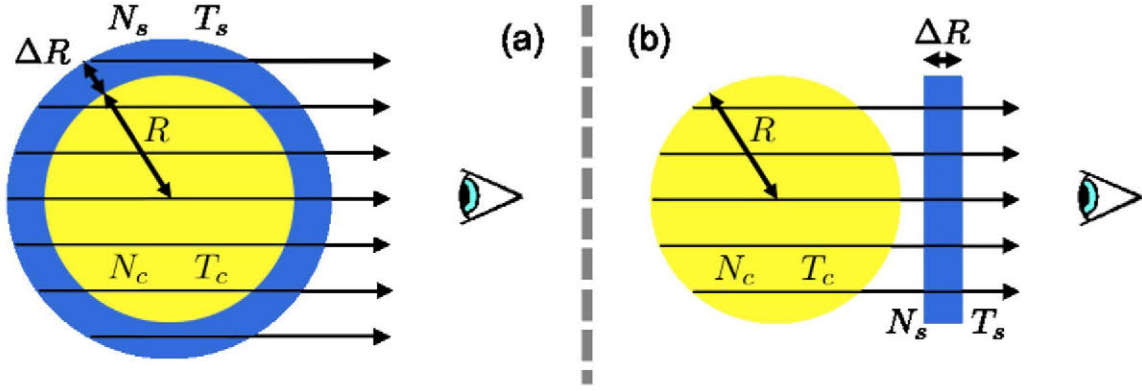 N_s T_s
(a)
ΔR
R
N_c T_c
(b)
ΔR
R
N_c T_c
N_s T_s